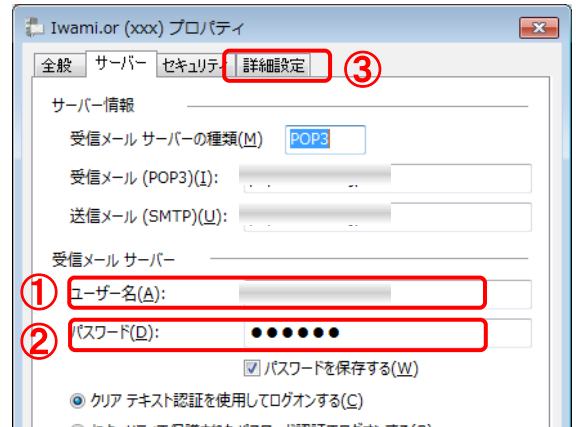 Iwami.or (xxx) プロパティ
全般 サーバー セキュリティ 詳細設定 ③
サーバー情報
受信メール サーバーの種類(M) POP3
受信メール (POP3)(I):
送信メール (SMTP)(U):
受信メール サーバー
① ユーザー名(A):
② パスワード(D): ●●●●●●
パスワードを保存する(W)
クリア テキスト認証を使用してログオンする(C)